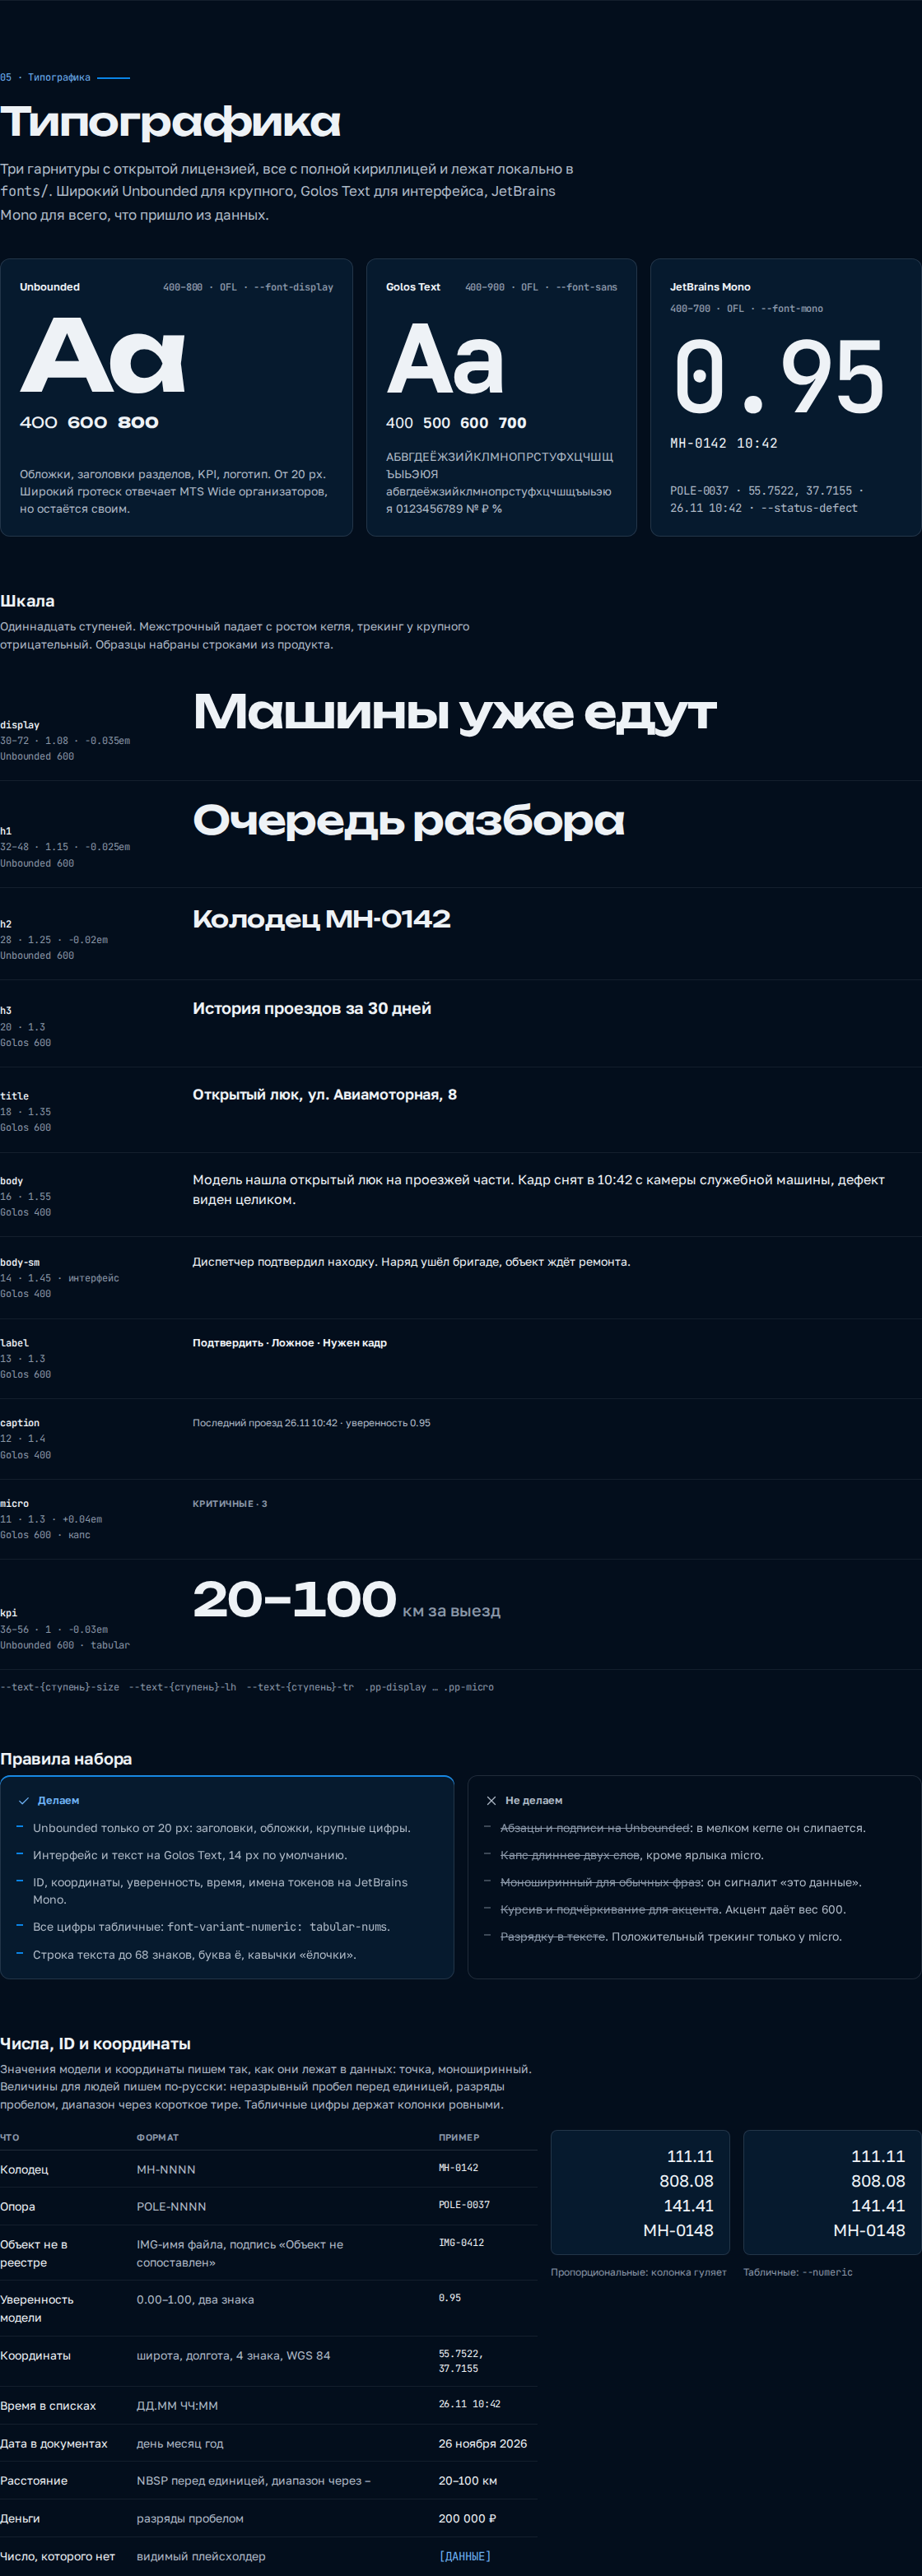 05 · Типографика
Типографика
Три гарнитуры с открытой лицензией, все с полной кириллицей и лежат локально в
fonts/. Широкий Unbounded для крупного, Golos Text для интерфейса, JetBrains
Mono для всего, что пришло из данных.
Unbounded 400–800 · OFL · --font-display
Aa
400 600 800
Обложки, заголовки разделов, KPI, логотип. От 20 px.
Широкий гротеск отвечает MTS Wide организаторов,
но остаётся своим.
Golos Text 400–900 · OFL · --font-sans
Aa
400 500 600 700
АБВГДЕЁЖЗИЙКЛМНОПРСТУФХЦЧШЩ
ЪЫЬЭЮЯ
абвгдеёжзийклмнопрстуфхцчшщъыьэю
я 0123456789 № ₽ %
JetBrains Mono
400–700 · OFL · --font-mono
0.95
MH-0142 10:42
POLE-0037 · 55.7522, 37.7155 ·
26.11 10:42 · --status-defect
Шкала
Одиннадцать ступеней. Межстрочный падает с ростом кегля, трекинг у крупного
отрицательный. Образцы набраны строками из продукта.
display
30–72 · 1.08 · -0.035em
Unbounded 600
Машины уже едут
h1
32–48 · 1.15 · -0.025em
Unbounded 600
Очередь разбора
h2
28 · 1.25 · -0.02em
Unbounded 600
Колодец MH-0142
h3
20 · 1.3
Golos 600
История проездов за 30 дней
title
18 · 1.35
Golos 600
Открытый люк, ул. Авиамоторная, 8
body
16 · 1.55
Golos 400
Модель нашла открытый люк на проезжей части. Кадр снят в 10:42 с камеры служебной машины, дефект
виден целиком.
body-sm
14 · 1.45 · интерфейс
Golos 400
Диспетчер подтвердил находку. Наряд ушёл бригаде, объект ждёт ремонта.
label
13 · 1.3
Golos 600
Подтвердить · Ложное · Нужен кадр
caption
12 · 1.4
Golos 400
Последний проезд 26.11 10:42 · уверенность 0.95
micro
11 · 1.3 · +0.04em
Golos 600 · капс
КРИТИЧНЫЕ · 3
kpi
36–56 · 1 · -0.03em
Unbounded 600 · tabular
20–100 км за выезд
--text-{ступень}-size --text-{ступень}-lh --text-{ступень}-tr .pp-display … .pp-micro
Правила набора
Делаем
Unbounded только от 20 px: заголовки, обложки, крупные цифры.
Интерфейс и текст на Golos Text, 14 px по умолчанию.
ID, координаты, уверенность, время, имена токенов на JetBrains
Mono.
Все цифры табличные: font-variant-numeric: tabular-nums.
Строка текста до 68 знаков, буква ё, кавычки «ёлочки».
Не делаем
Абзацы и подписи на Unbounded: в мелком кегле он слипается.
Капс длиннее двух слов, кроме ярлыка micro.
Моноширинный для обычных фраз: он сигналит «это данные».
Курсив и подчёркивание для акцента. Акцент даёт вес 600.
Разрядку в тексте. Положительный трекинг только у micro.
Числа, ID и координаты
Значения модели и координаты пишем так, как они лежат в данных: точка, моноширинный.
Величины для людей пишем по-русски: неразрывный пробел перед единицей, разряды
пробелом, диапазон через короткое тире. Табличные цифры держат колонки ровными.
ЧТО ФОРМАТ ПРИМЕР
Колодец MH-NNNN MH-0142
Опора POLE-NNNN POLE-0037
Объект не в
реестре
IMG-имя файла, подпись «Объект не
сопоставлен»
IMG-0412
Уверенность
модели
0.00–1.00, два знака
0.95
Координаты широта, долгота, 4 знака, WGS 84
55.7522,
37.7155
Время в списках ДД.ММ ЧЧ:ММ 26.11 10:42
Дата в документах день месяц год 26 ноября 2026
Расстояние NBSP перед единицей, диапазон через – 20–100 км
Деньги разряды пробелом 200 000 ₽
Число, которого нет видимый плейсхолдер [ДАННЫЕ]
111.11
808.08
141.41
MH-0148
Пропорциональные: колонка гуляет
111.11
808.08
141.41
MH-0148
Табличные: --numeric